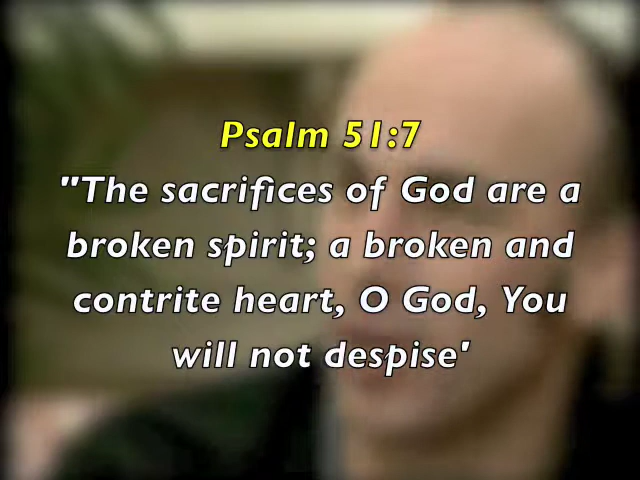 Psalm 51:7
"The sacrifices of God are a
broken spirit; a broken and
contrite heart, O God, You
will not despise'